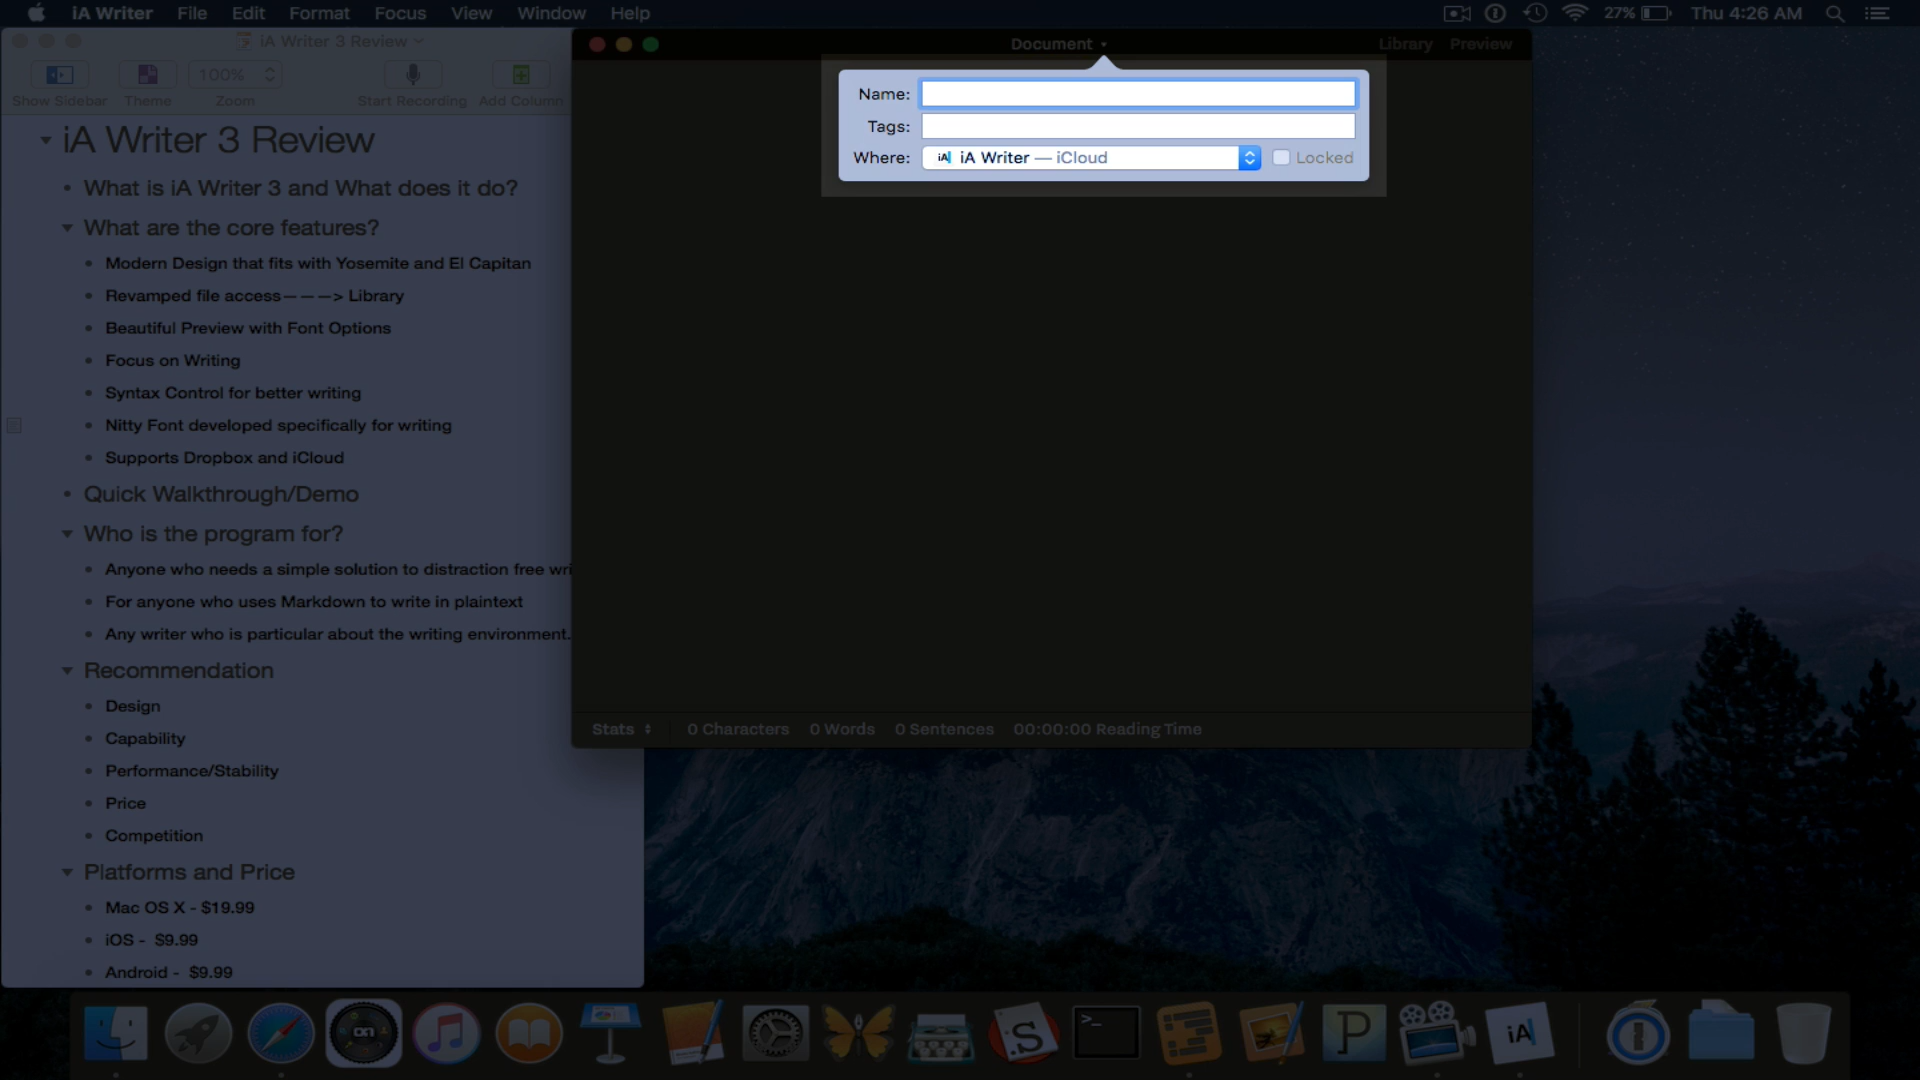 iA Writer File Edit Format Focus View Window Help
27% Thu 4:26 AM
iA Writer 3 Review
100%
Show Sidebar Theme Zoom Start Recording Add Column
iA Writer 3 Review
What is iA Writer 3 and What does it do?
What are the core features?
Modern Design that fits with Yosemite and El Capitan
Revamped file access———> Library
Beautiful Preview with Font Options
Focus on Writing
Syntax Control for better writing
Nitty Font developed specifically for writing
Supports Dropbox and iCloud
Quick Walkthrough/Demo
Who is the program for?
Anyone who needs a simple solution to distraction free wri
For anyone who uses Markdown to write in plaintext
Any writer who is particular about the writing environment.
Recommendation
Design
Capability
Performance/Stability
Price
Competition
Platforms and Price
Mac OS X - $19.99
iOS - $9.99
Android - $9.99
Document Library Preview
Name:
Tags:
Where: iA iA Writer — iCloud Locked
Stats 0 Characters 0 Words 0 Sentences 00:00:00 Reading Time
S >_ P iA